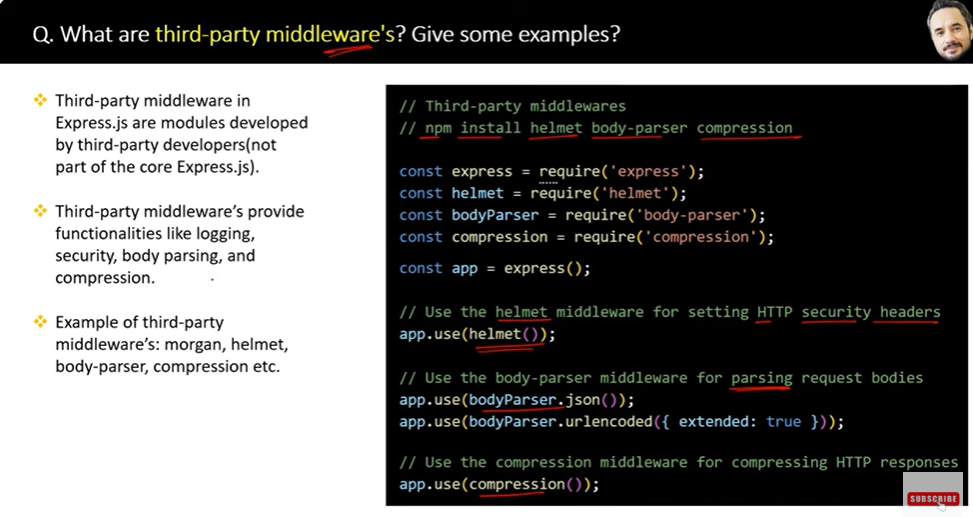 Q. What are third-party middleware's? Give some examples?
Third-party middleware in
Express.js are modules developed
by third-party developers(not
part of the core Express.js).
Third-party middleware's provide
functionalities like logging,
security, body parsing, and
compression.
Example of third-party
middleware's: morgan, helmet,
body-parser, compression etc.
// Third-party middlewares
// npm install helmet body-parser compression
const express = require('express');
const helmet = require('helmet');
const bodyParser = require('body-parser');
const compression = require('compression');
const app = express();
// Use the helmet middleware for setting HTTP security headers
app.use(helmet());
// Use the body-parser middleware for parsing request bodies
app.use(bodyParser.json());
app.use(bodyParser.urlencoded({ extended: true }));
// Use the compression middleware for compressing HTTP responses
app.use(compression());
SUBSCRIBE